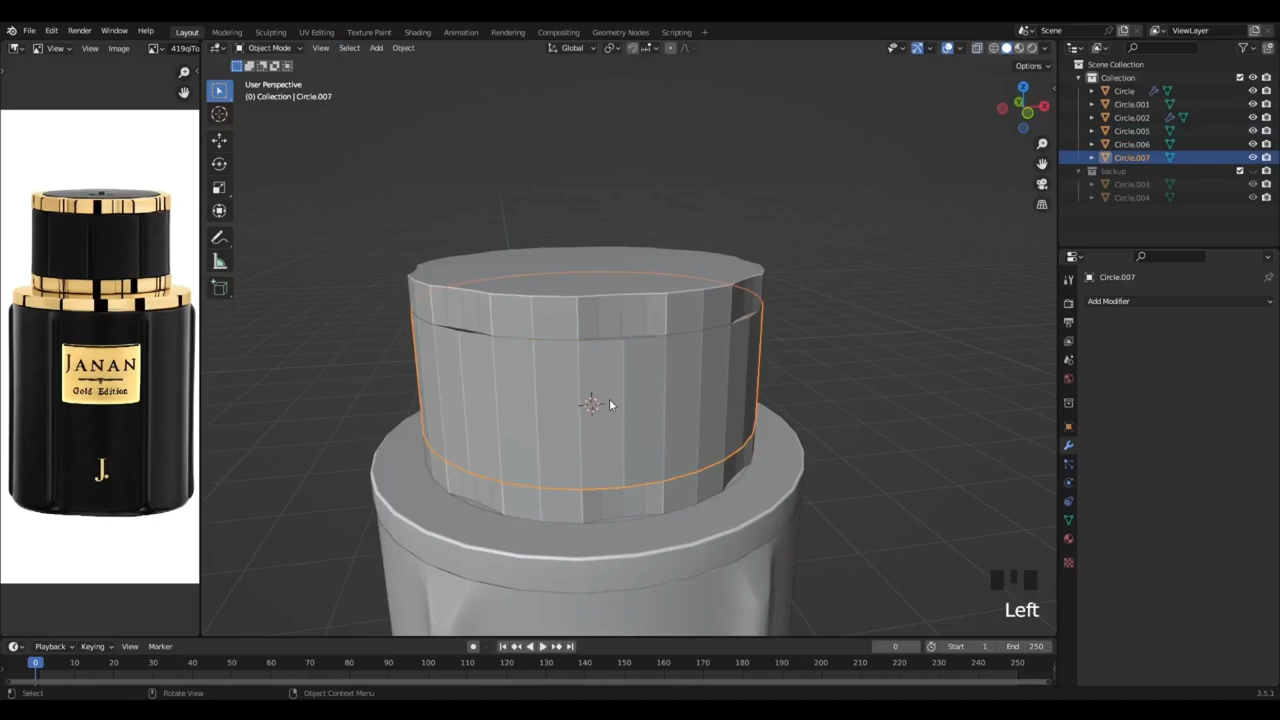 File Edit Render Window Help Layout Modeling Sculpting UV Editing Texture Paint Shading Animation Rendering Compositing Geometry Nodes Scripting + Scene ViewLayer
View View Image 419qiTo Object Mode View Select Add Object Global
Options
User Perspective
(0) Collection | Circle.007
Z
X
Y
Scene Collection
Collection
Circle
Circle.001
Circle.002
Circle.005
Circle.006
Circle.007
backup
Circle.003
Circle.004
Circle.007
Add Modifier
JANAN
Gold Edition
J.
Left
Playback Keying View Marker 0 Start 1 End 250
0 10 20 30 40 50 60 70 80 90 100 110 120 130 140 150 160 170 180 190 200 210 220 230 240 250
Select Rotate View Object Context Menu 3.5.1